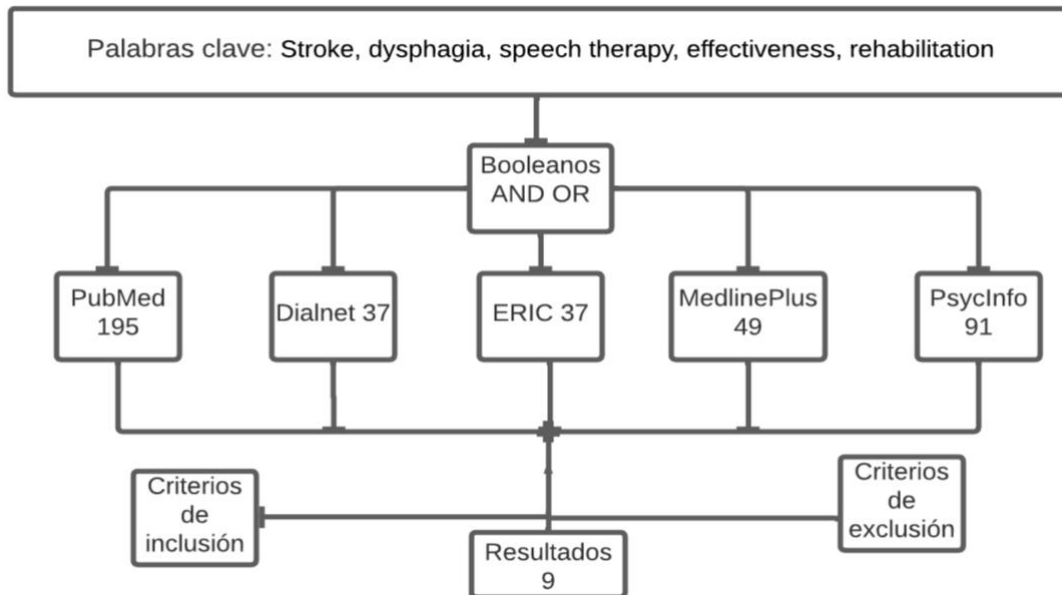 Palabras clave: Stroke, dysphagia, speech therapy, effectiveness, rehabilitation
Booleanos
AND OR
PubMed
195
Dialnet 37
ERIC 37
MedlinePlus
49
PsycInfo
91
Criterios
de
inclusión
Criterios
de
exclusión
Resultados
9